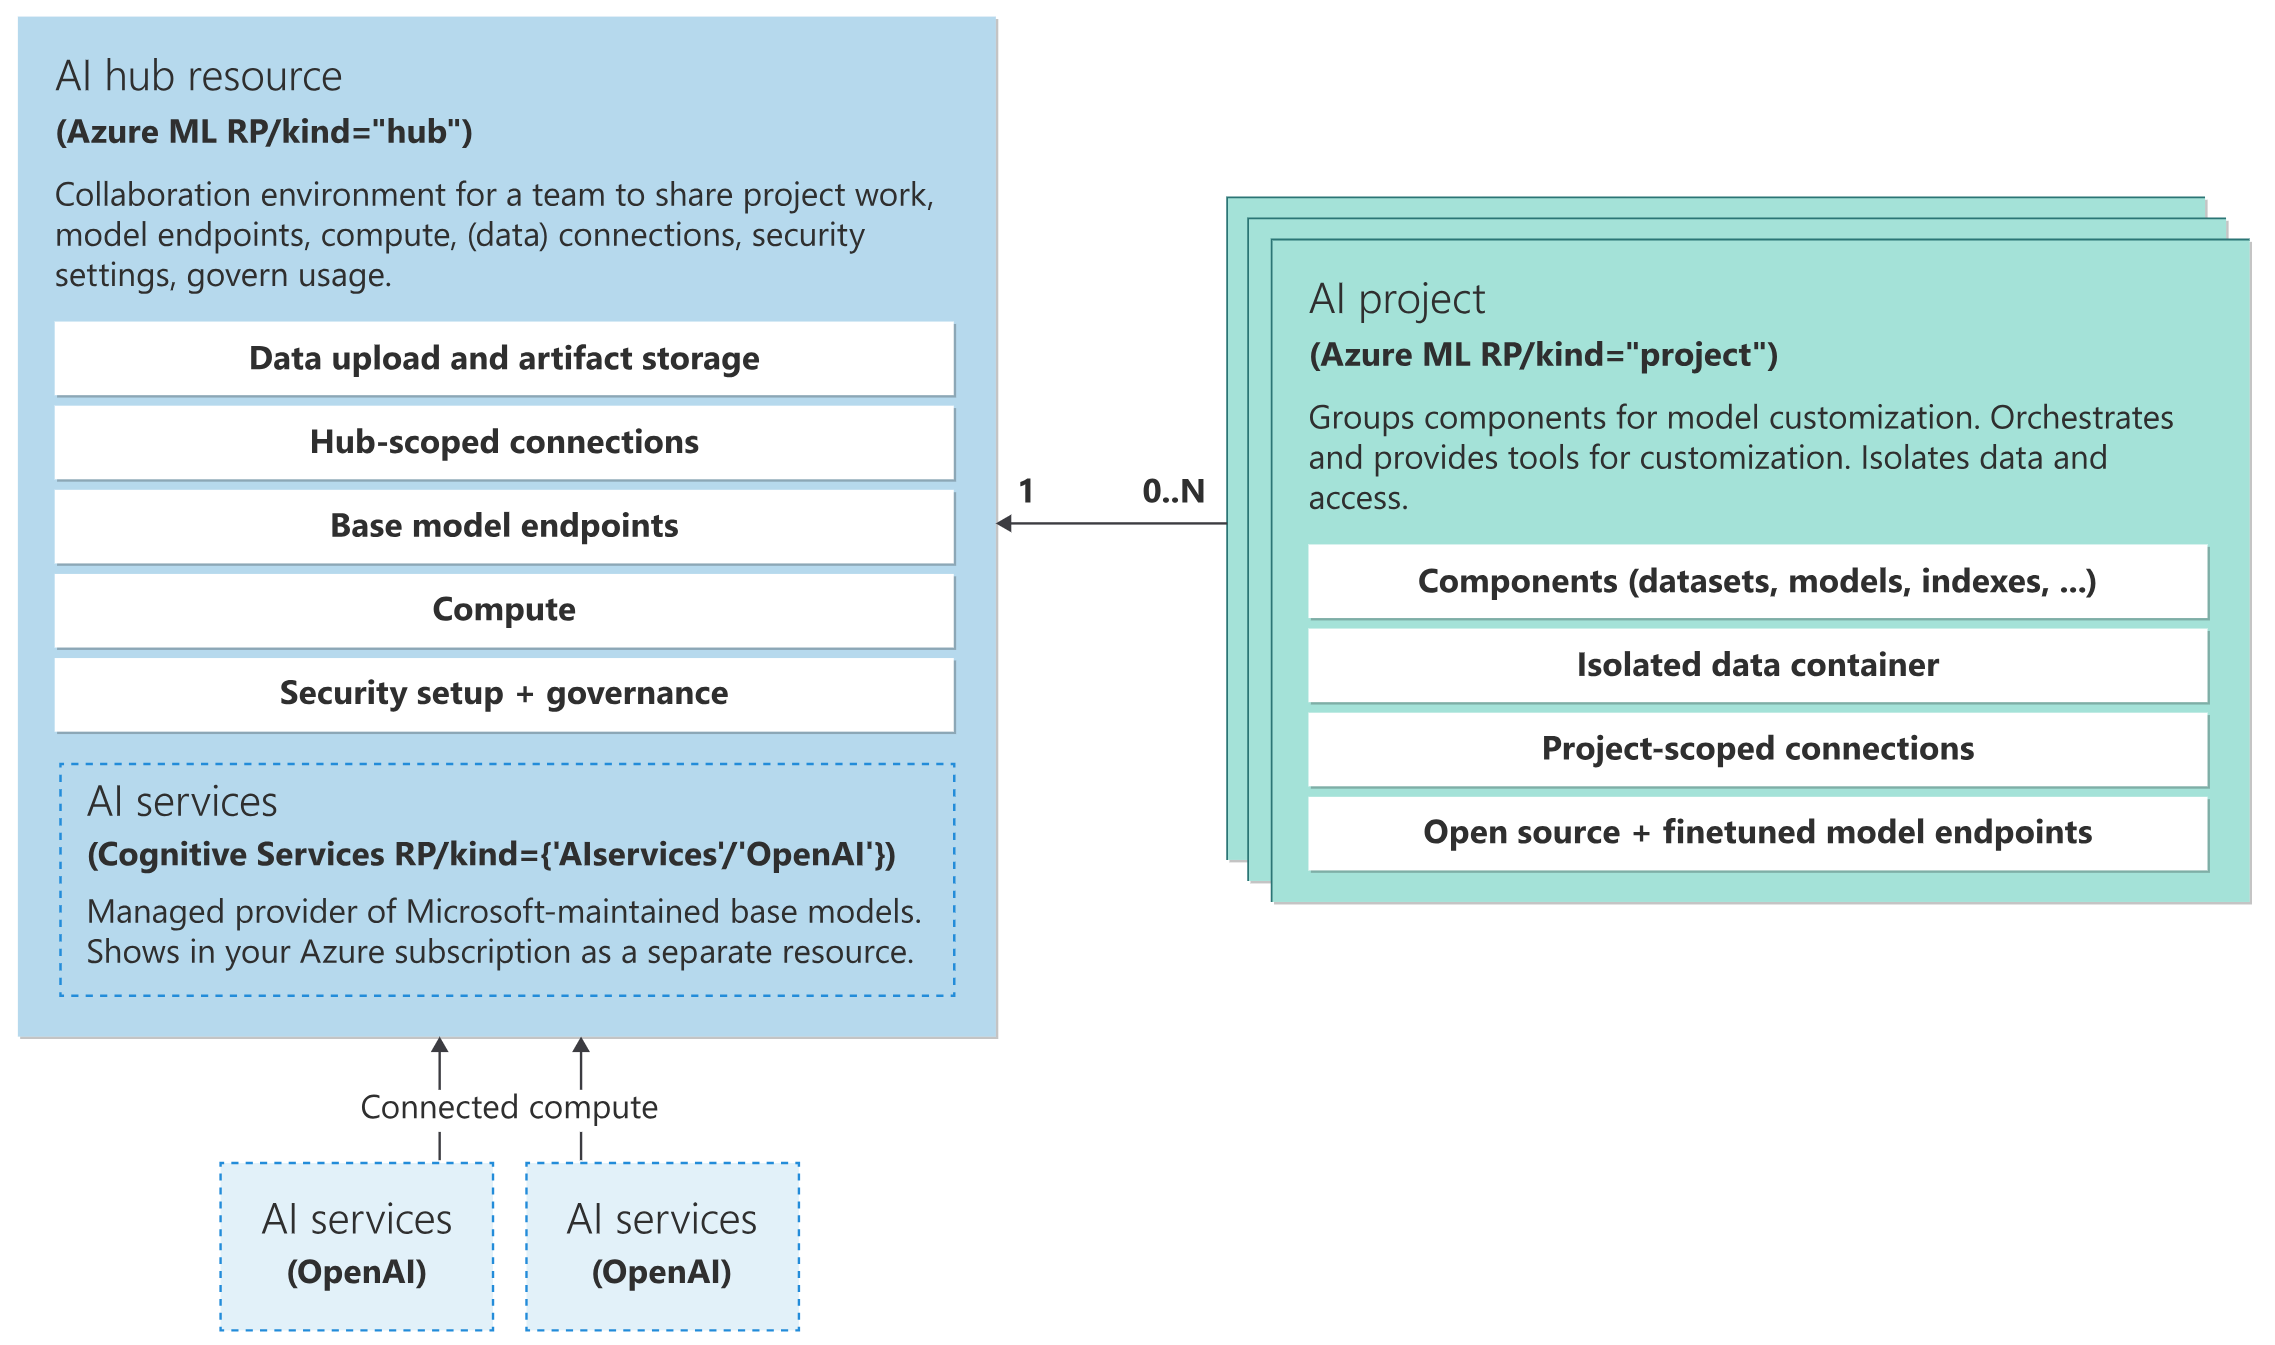 AI hub resource
(Azure ML RP/kind="hub")
Collaboration environment for a team to share project work,
model endpoints, compute, (data) connections, security
settings, govern usage.
Data upload and artifact storage
Hub-scoped connections
Base model endpoints
Compute
Security setup + governance
AI services
(Cognitive Services RP/kind={'AIservices'/'OpenAI'})
Managed provider of Microsoft-maintained base models.
Shows in your Azure subscription as a separate resource.
Connected compute
AI services
(OpenAI)
AI services
(OpenAI)
1
0..N
AI project
(Azure ML RP/kind="project")
Groups components for model customization. Orchestrates
and provides tools for customization. Isolates data and
access.
Components (datasets, models, indexes, ...)
Isolated data container
Project-scoped connections
Open source + finetuned model endpoints